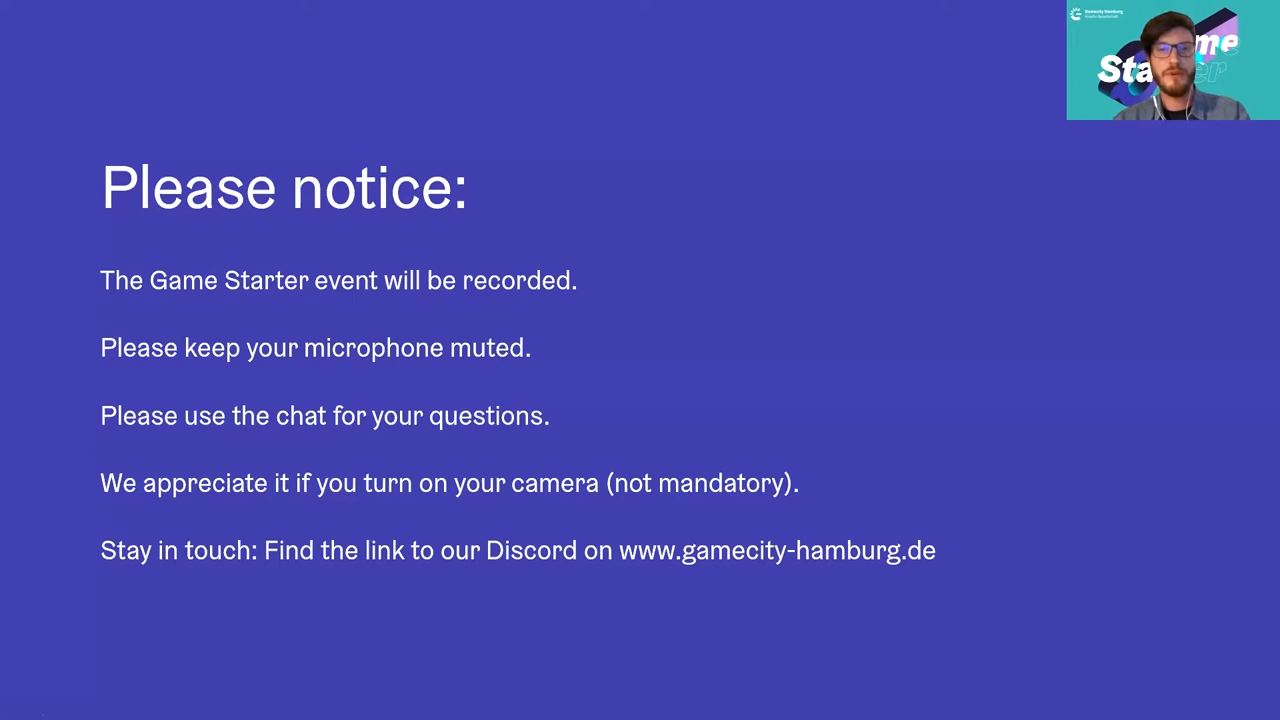 Gamecity Hamburg
Please notice:
The Game Starter event will be recorded.
Please keep your microphone muted.
Please use the chat for your questions.
We appreciate it if you turn on your camera (not mandatory).
Stay in touch: Find the link to our Discord on www.gamecity-hamburg.de